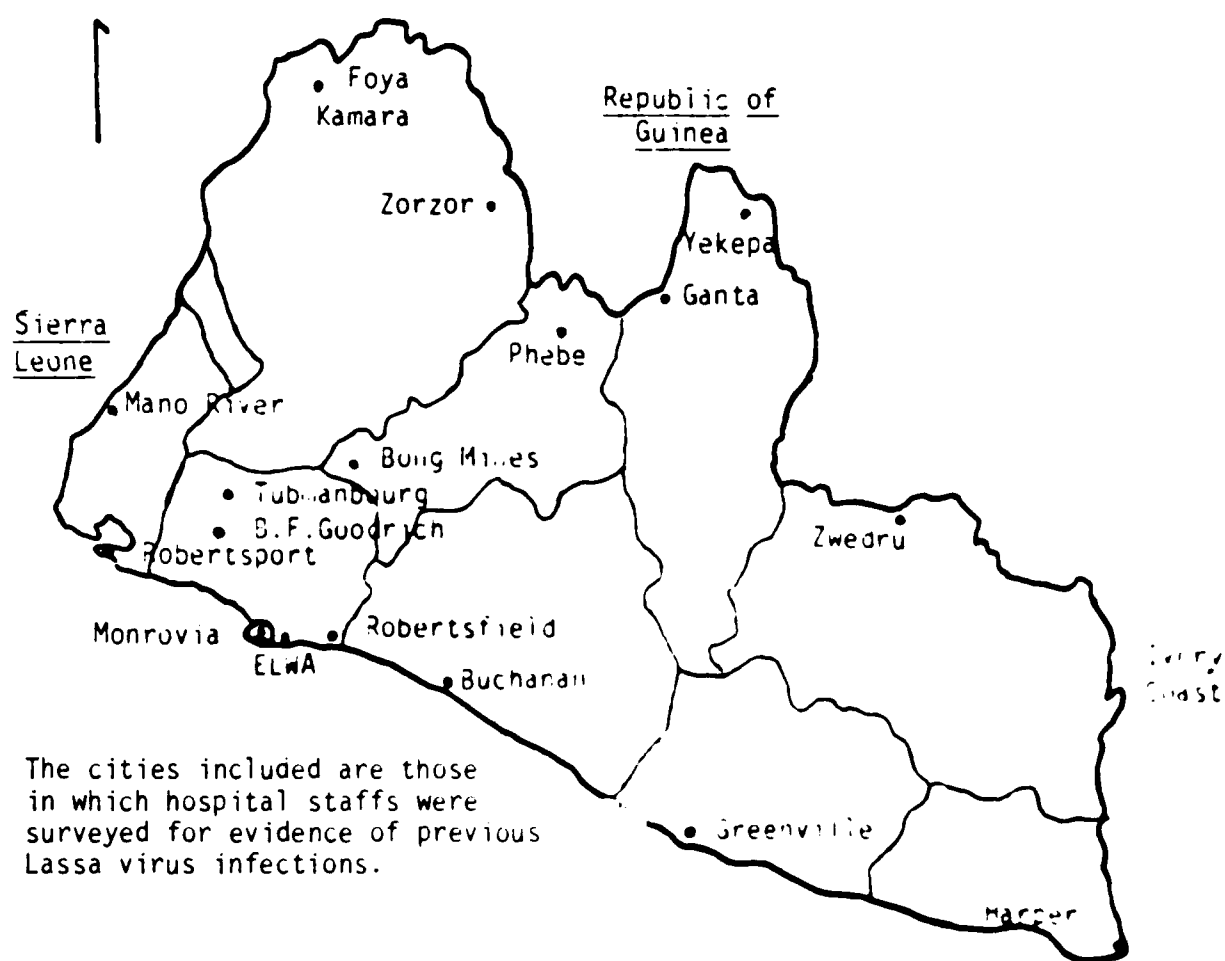 Foya
Kamara
Republic of
Guinea
Zorzor
Yekepa
Ganta
Sierra
Leone
Phebe
Mano River
Bong Mines
Tubmanbourg
B.F.Goodrich
Zwedru
Robertsport
Monrovia
Robertsfield
ELWA
Buchanan
Ivory
Coast
The cities included are those
in which hospital staffs were
surveyed for evidence of previous
Lassa virus infections.
Greenville
Harper